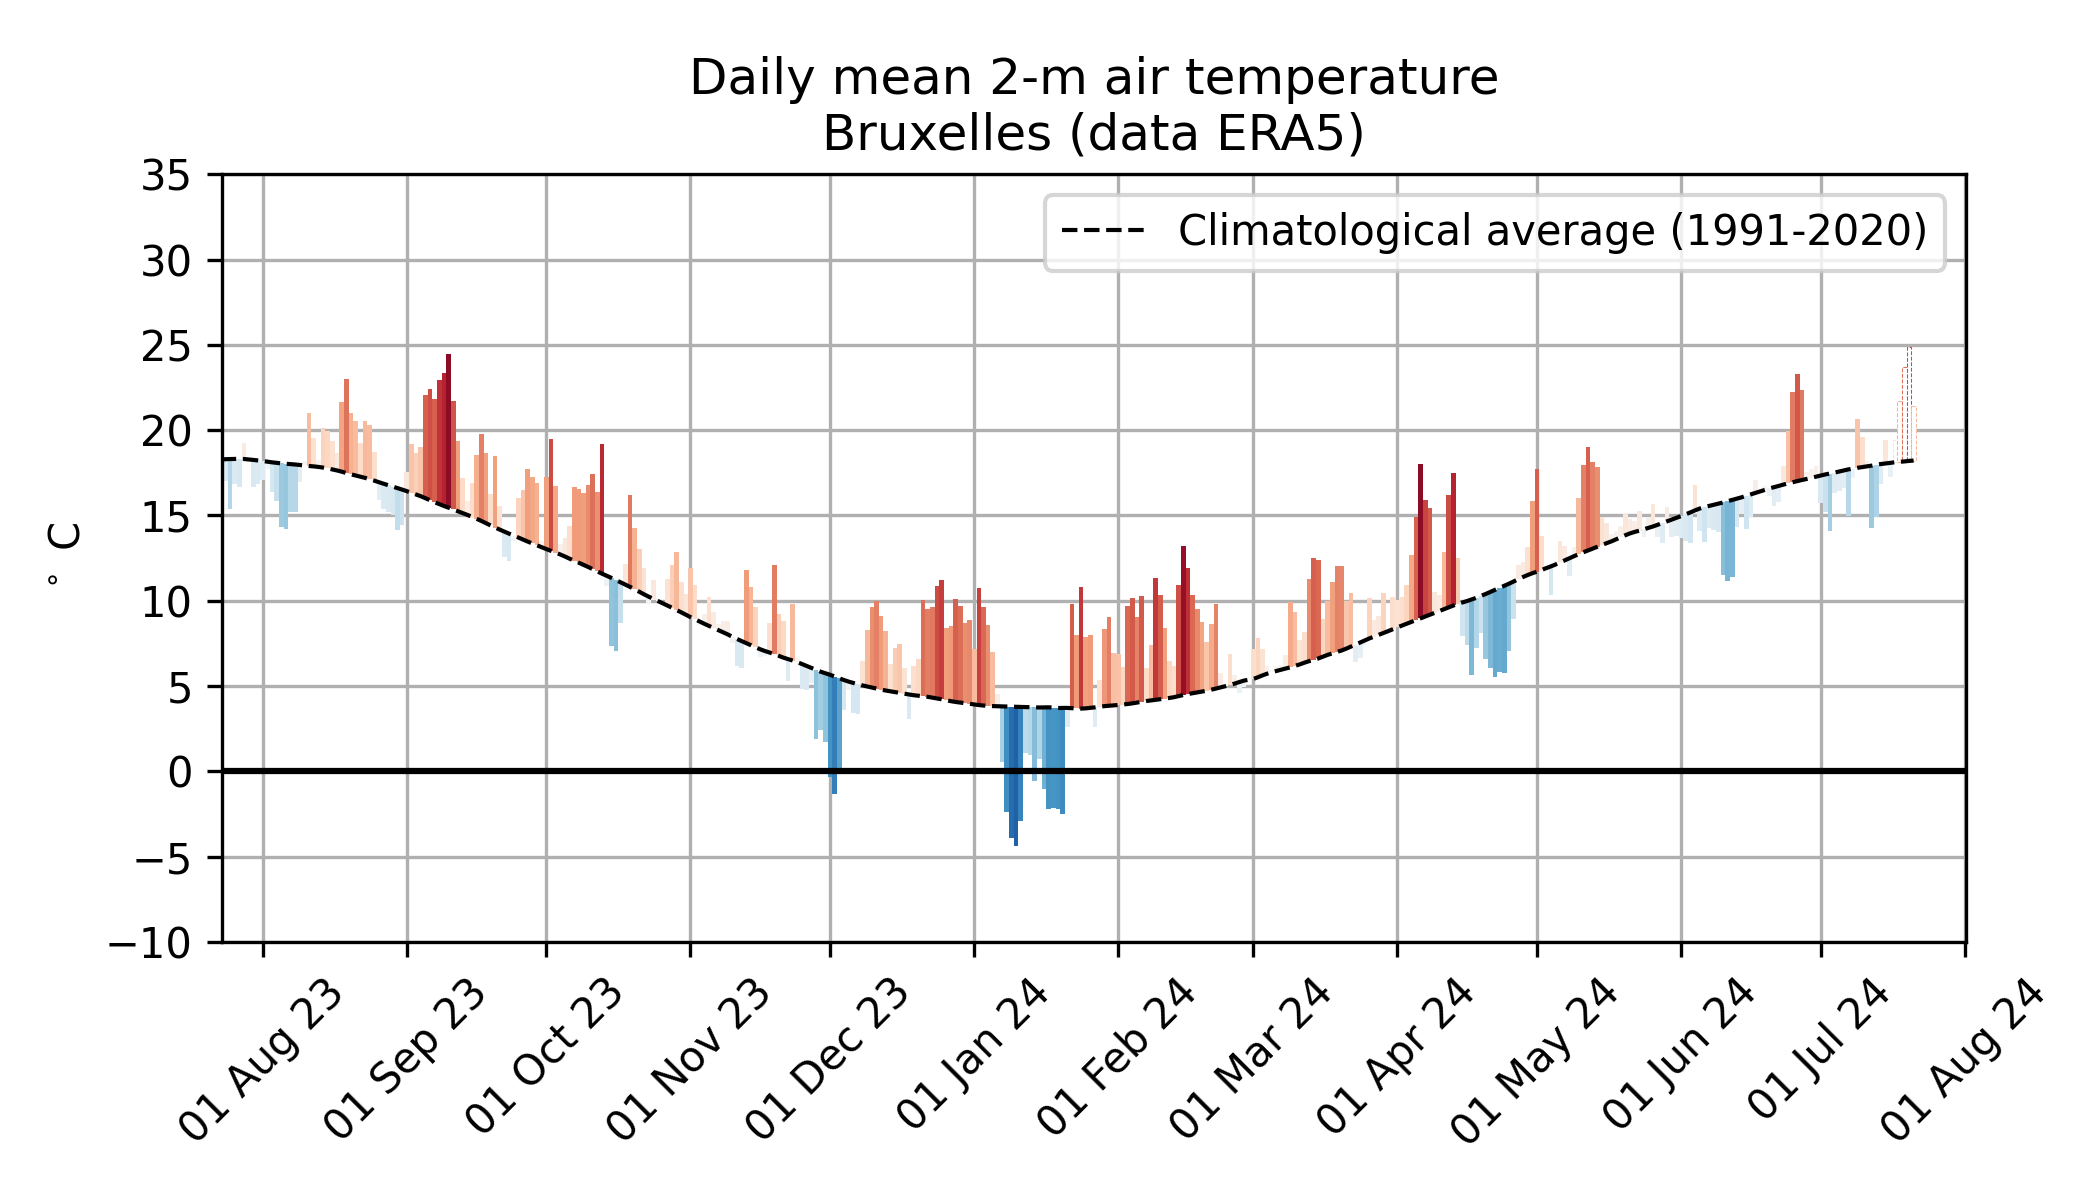 Daily mean 2-m air temperature
Bruxelles (data ERA5)
Climatological average (1991-2020)
° C
35
30
25
20
15
10
5
0
−5
−10
01 Aug 23
01 Sep 23
01 Oct 23
01 Nov 23
01 Dec 23
01 Jan 24
01 Feb 24
01 Mar 24
01 Apr 24
01 May 24
01 Jun 24
01 Jul 24
01 Aug 24